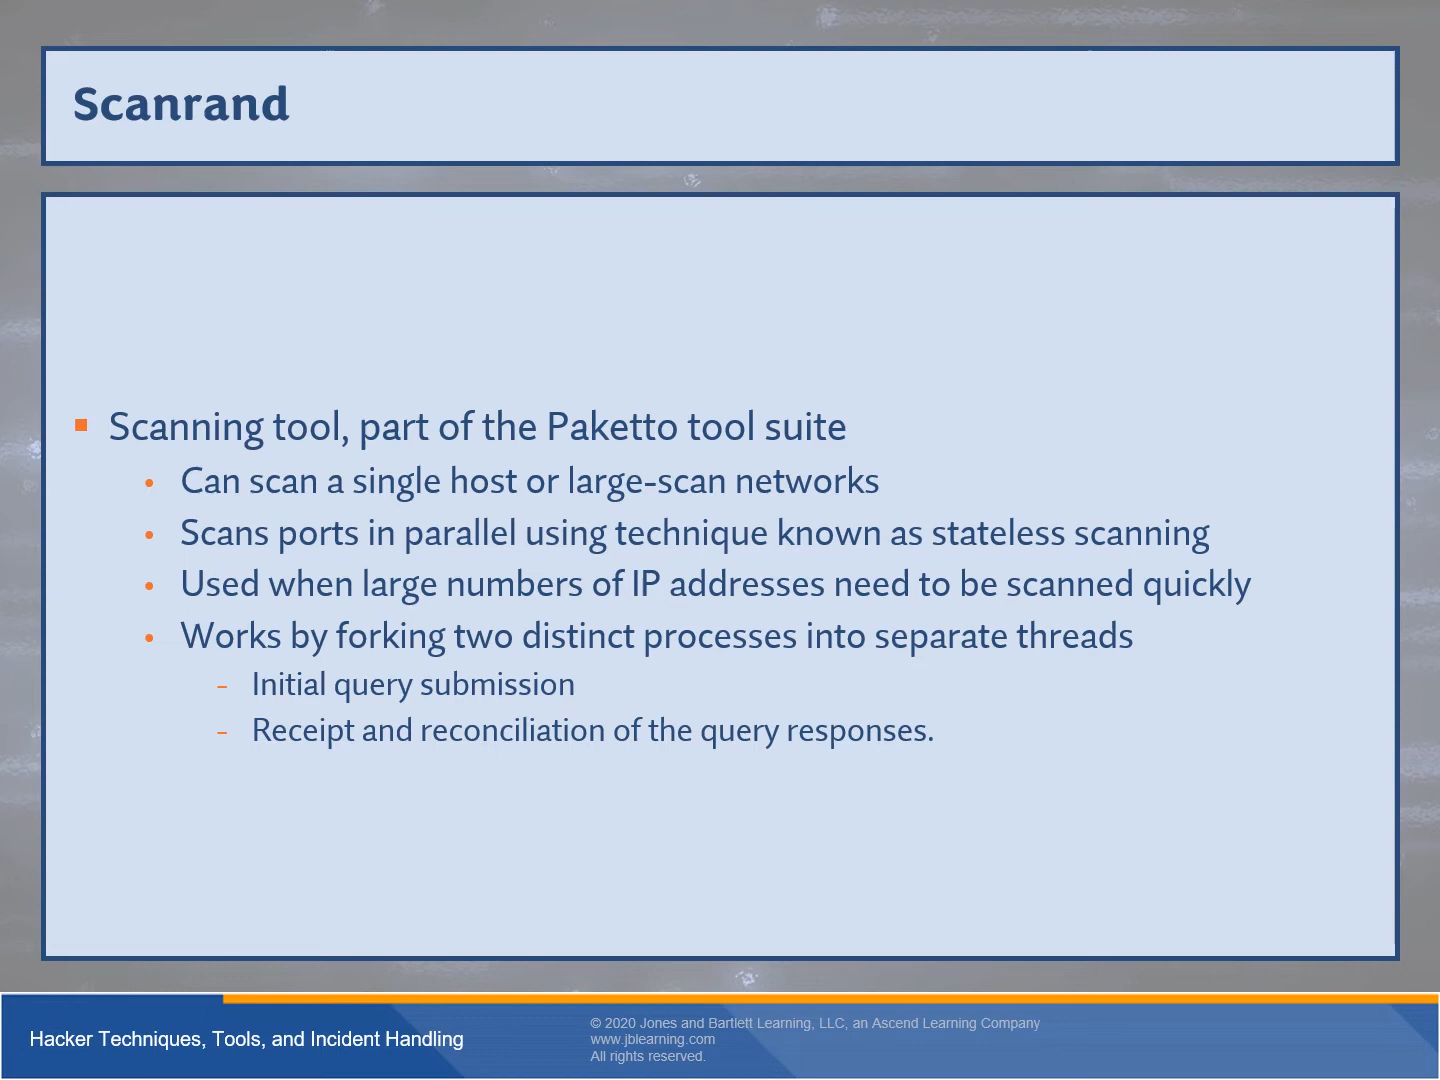 Scanrand
Scanning tool, part of the Paketto tool suite
Can scan a single host or large-scan networks
Scans ports in parallel using technique known as stateless scanning
Used when large numbers of IP addresses need to be scanned quickly
Works by forking two distinct processes into separate threads
Initial query submission
Receipt and reconciliation of the query responses.
Hacker Techniques, Tools, and Incident Handling
© 2020 Jones and Bartlett Learning, LLC, an Ascend Learning Company
www.jblearning.com
All rights reserved.